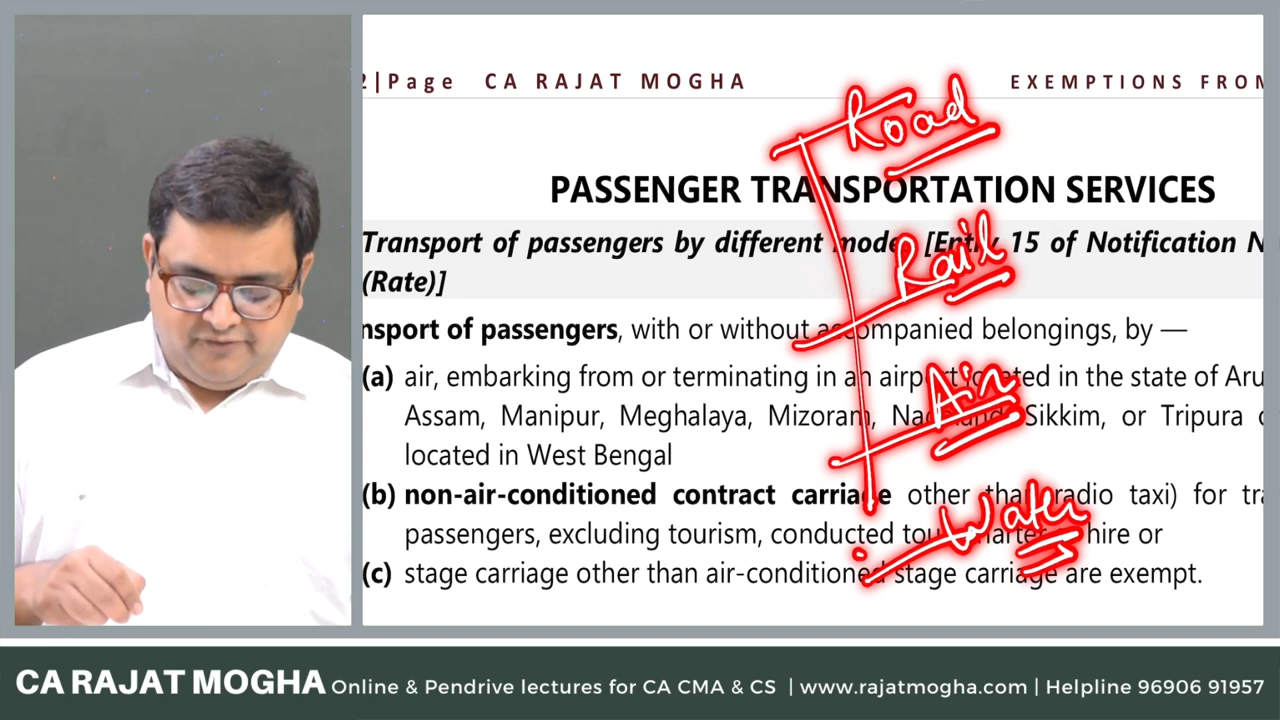 2|Page CA RAJAT MOGHA EXEMPTIONS FROM
Road
PASSENGER TRANSPORTATION SERVICES
Transport of passengers by different mode [Entry 15 of Notification N
Rail
(Rate)]
nsport of passengers, with or without accompanied belongings, by —
(a) air, embarking from or terminating in an airport located in the state of Aru
Air
Assam, Manipur, Meghalaya, Mizoram, Nagaland, Sikkim, or Tripura
located in West Bengal
(b) non-air-conditioned contract carriage other than radio taxi) for tra
Water
passengers, excluding tourism, conducted tour, charter hire or
(c) stage carriage other than air-conditioned stage carriage are exempt.
CA RAJAT MOGHA Online & Pendrive lectures for CA CMA & CS | www.rajatmogha.com | Helpline 96906 91957